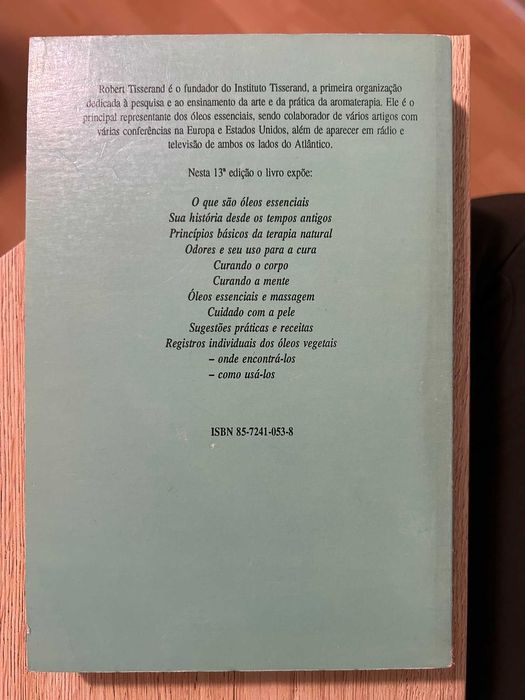 Robert Tisserand é o fundador do Instituto Tisserand, a primeira organização
dedicada à pesquisa e ao ensinamento da arte e da prática da aromaterapia. Ele é o
principal representante dos óleos essenciais, sendo colaborador de vários artigos com
várias conferências na Europa e Estados Unidos, além de aparecer em rádio e
televisão de ambos os lados do Atlântico.
Nesta 13ª edição o livro expõe:
O que são óleos essenciais
Sua história desde os tempos antigos
Princípios básicos da terapia natural
Odores e seu uso para a cura
Curando o corpo
Curando a mente
Óleos essenciais e massagem
Cuidado com a pele
Sugestões práticas e receitas
Registros individuais dos óleos vegetais
– onde encontrá-los
– como usá-los
ISBN 85-7241-053-8